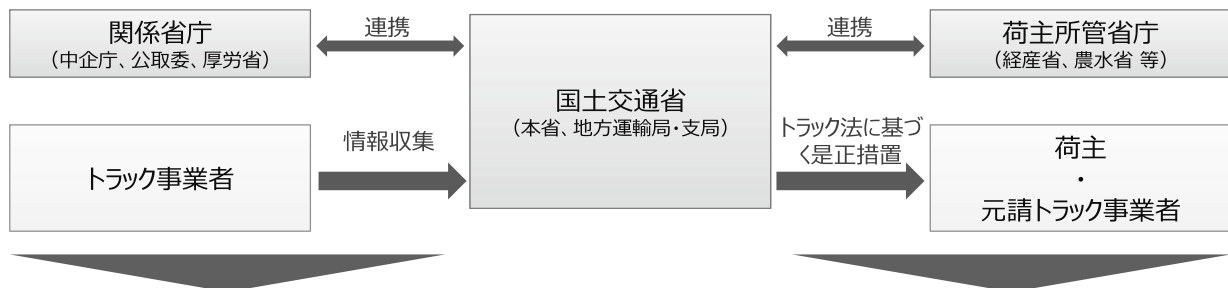 関係省庁
（中企庁、公取委、厚労省）
連携
国土交通省
（本省、地方運輸局・支局）
連携
荷主所管省庁
（経産省、農水省 等）
トラック事業者
情報収集
トラック法に基づ
く是正措置
荷主
・
元請トラック事業者